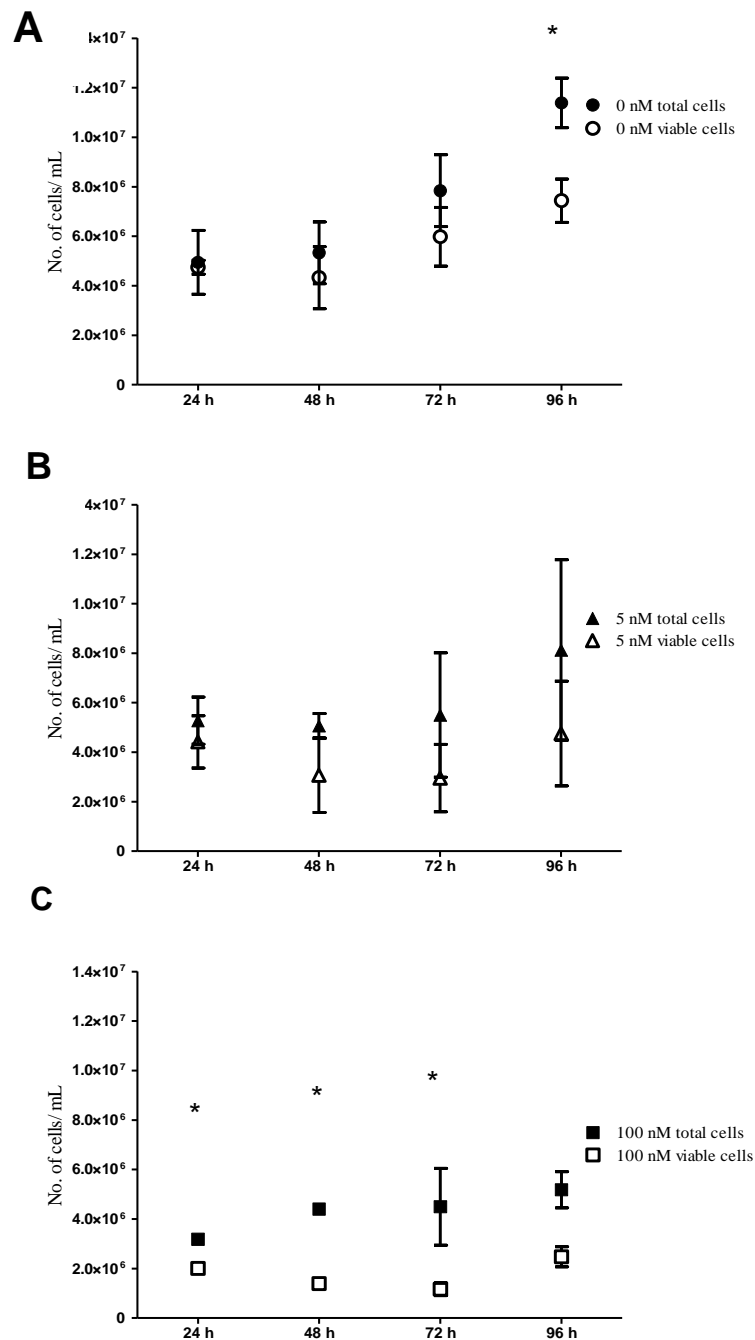 A
4×10⁷
1.2×10⁷
1.0×10⁷
8.0×10⁶
6.0×10⁶
4.0×10⁶
2.0×10⁶
0
No. of cells/ mL
24 h 48 h 72 h 96 h
*
0 nM total cells
0 nM viable cells
B
4×10⁷
1.2×10⁷
1.0×10⁷
8.0×10⁶
6.0×10⁶
4.0×10⁶
2.0×10⁶
0
No. of cells/ mL
24 h 48 h 72 h 96 h
5 nM total cells
5 nM viable cells
C
1.4×10⁷
1.2×10⁷
1.0×10⁷
8.0×10⁶
6.0×10⁶
4.0×10⁶
2.0×10⁶
0
No. of cells/ mL
24 h 48 h 72 h 96 h
* * *
100 nM total cells
100 nM viable cells